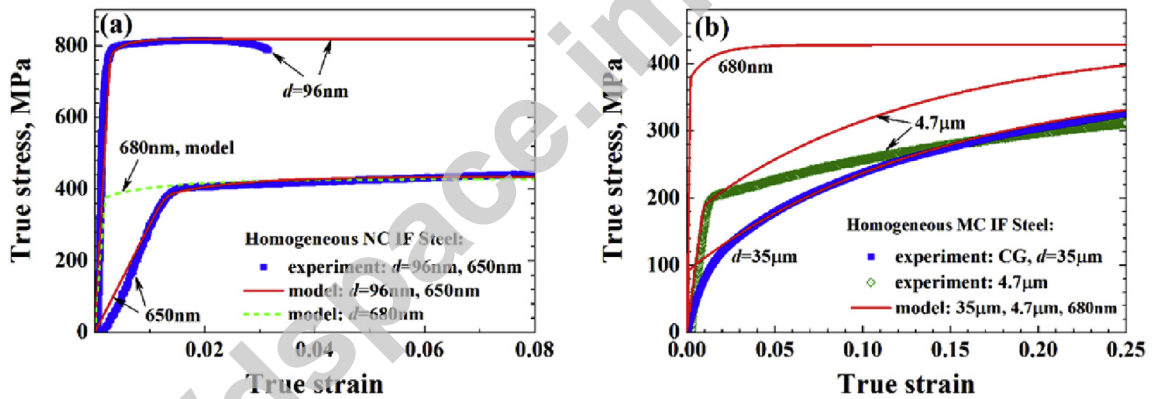 (a)
800
600
400
200
0
0.02
0.04
0.06
0.08
True stress, MPa
True strain
d=96nm
680nm, model
650nm
Homogeneous NC IF Steel:
experiment: d=96nm, 650nm
model: d=96nm, 650nm
model: d=680nm
(b)
400
300
200
100
0
0.00
0.05
0.10
0.15
0.20
0.25
True stress, MPa
True strain
680nm
4.7μm
d=35μm
Homogeneous MC IF Steel:
experiment: CG, d=35μm
experiment: 4.7μm
model: 35μm, 4.7μm, 680nm